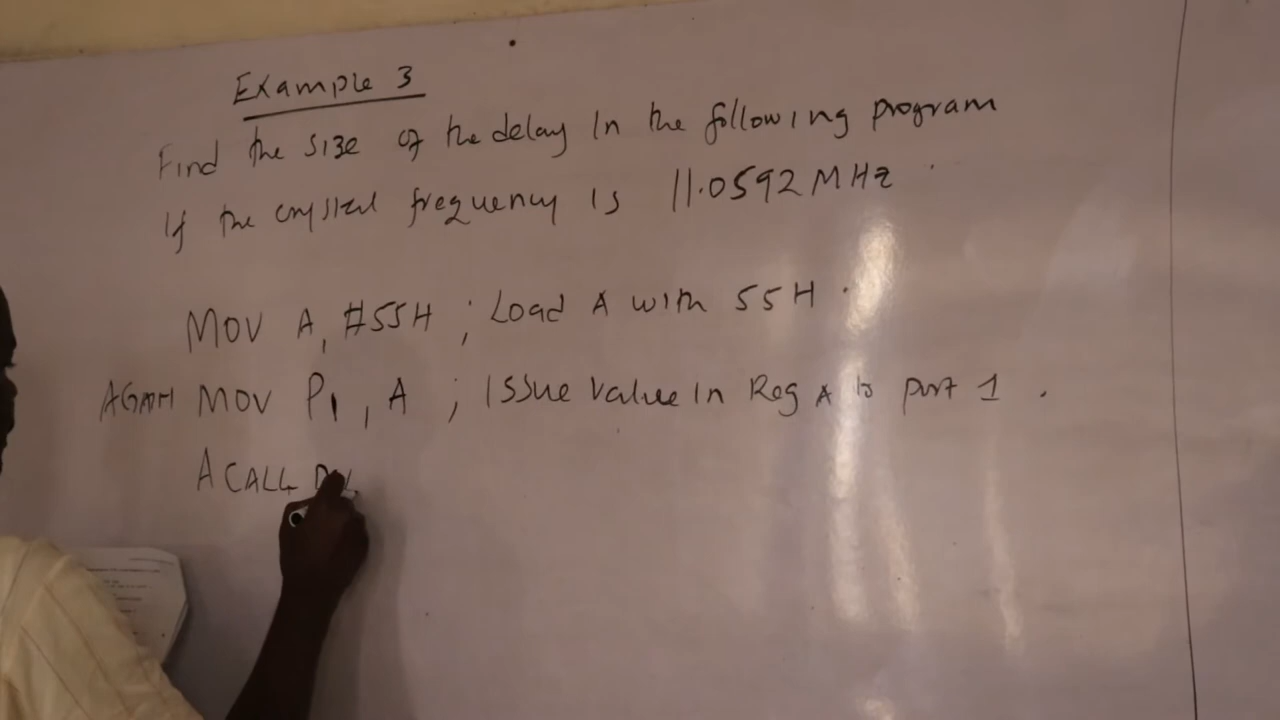 Example 3
Find the size of the delay In the following program
If the crystal frequency is 11.0592 MHz
MOV A, #55H ; Load A with 55H .
AGAIN MOV P1, A ; Issue value In Reg A to port 1 .
ACALL